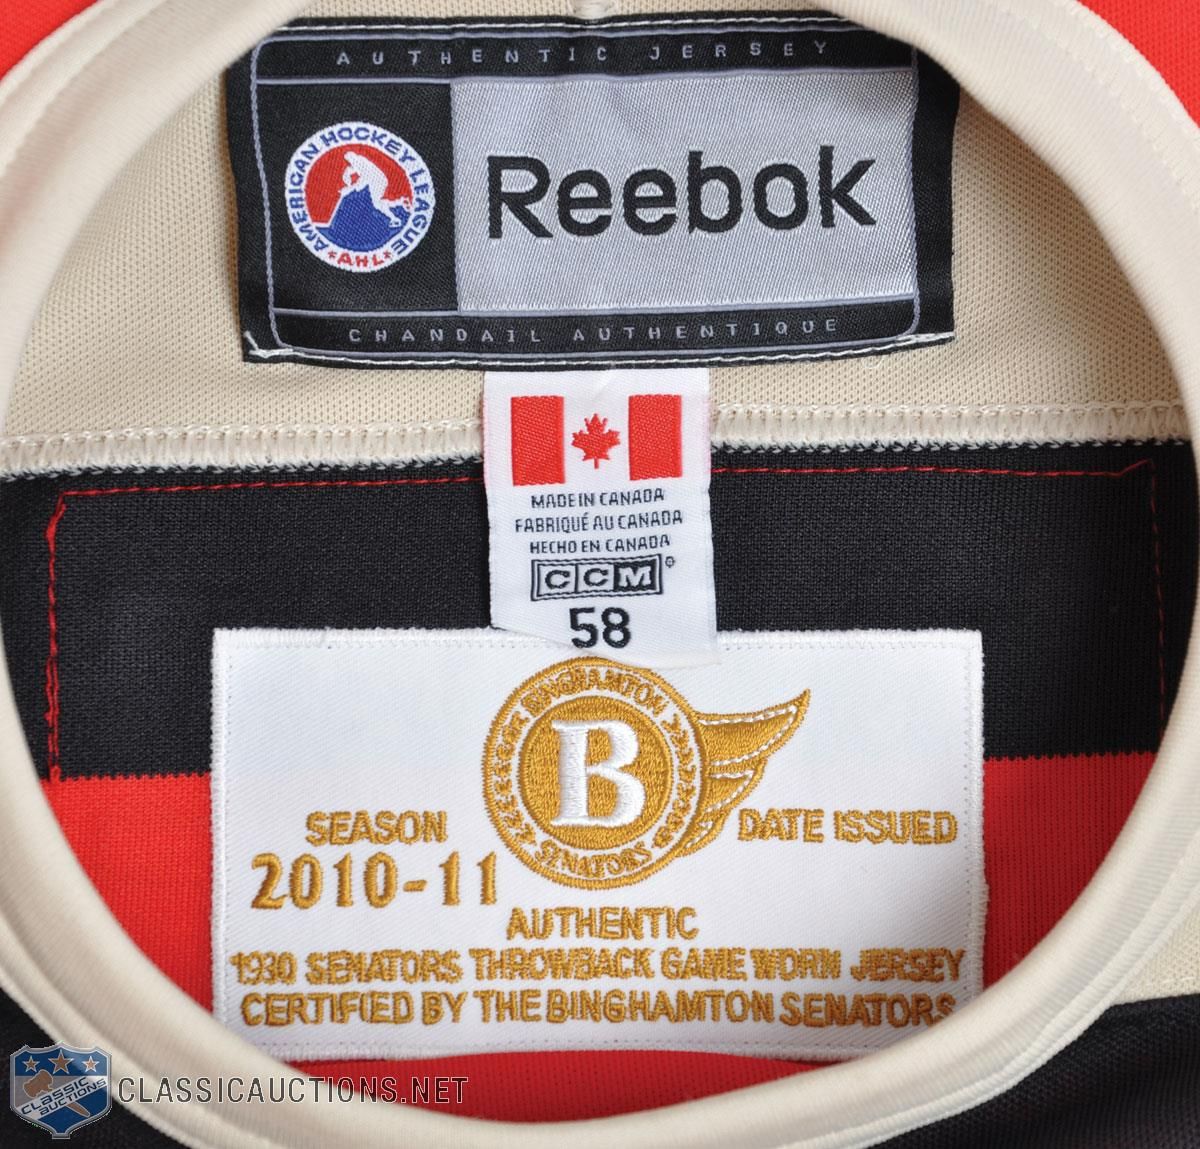 AUTHENTIC JERSEY
AMERICAN HOCKEY LEAGUE
AHL
Reebok
CHANDAIL AUTHENTIQUE
MADE IN CANADA
FABRIQUÉ AU CANADA
HECHO EN CANADA
CCM
58
BINGHAMTON
B
SENATORS
SEASON
2010-11
DATE ISSUED
AUTHENTIC
1930 SENATORS THROWBACK GAME WORN JERSEY
CERTIFIED BY THE BINGHAMTON SENATORS
CLASSIC
AUCTIONS
CLASSICAUCTIONS.NET